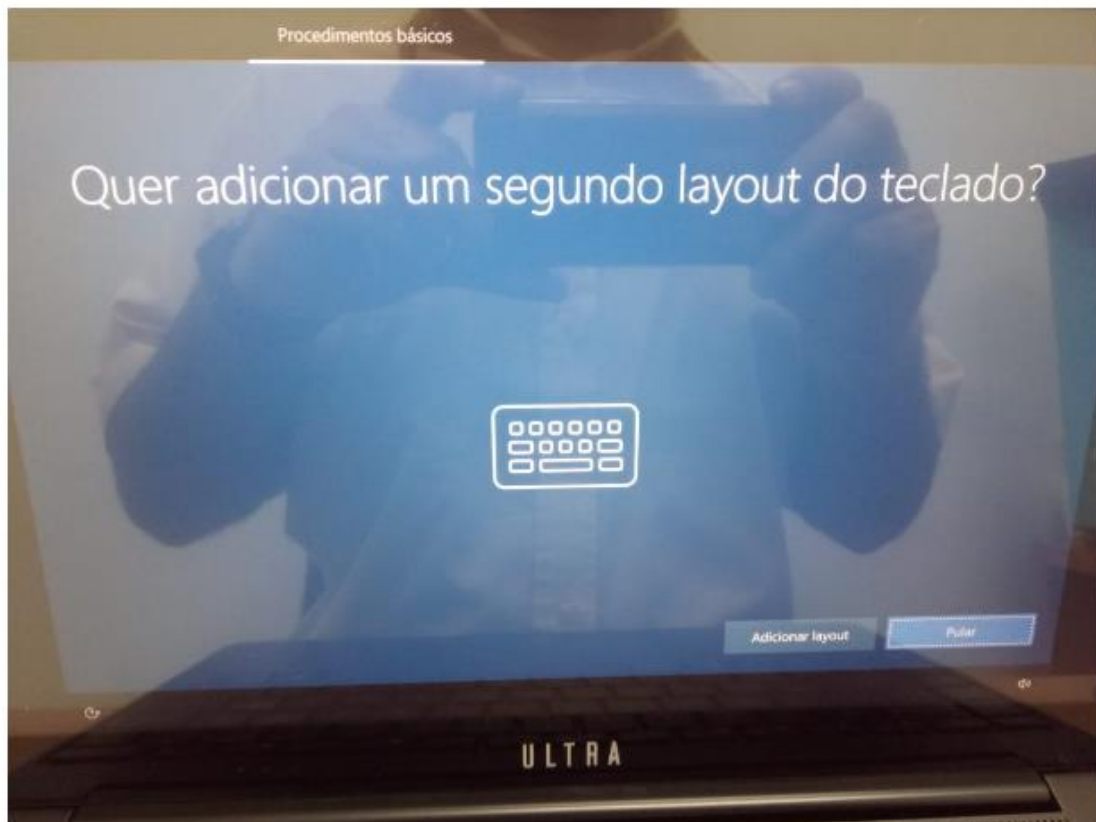 Procedimentos básicos
Quer adicionar um segundo layout do teclado?
Adicionar layout
Pular
ULTRA